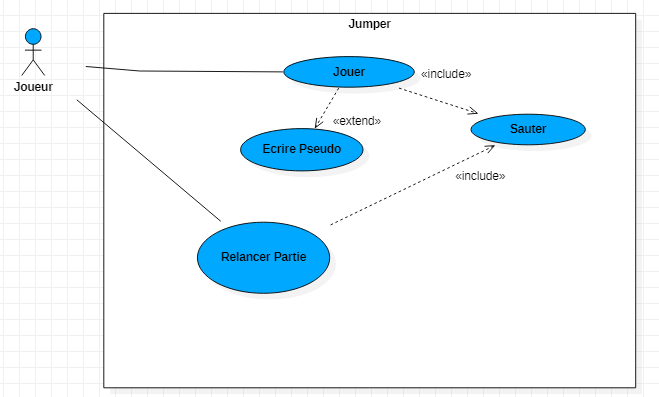 Jumper
Joueur
Jouer
«include»
«extend»
Sauter
Ecrire Pseudo
«include»
Relancer Partie